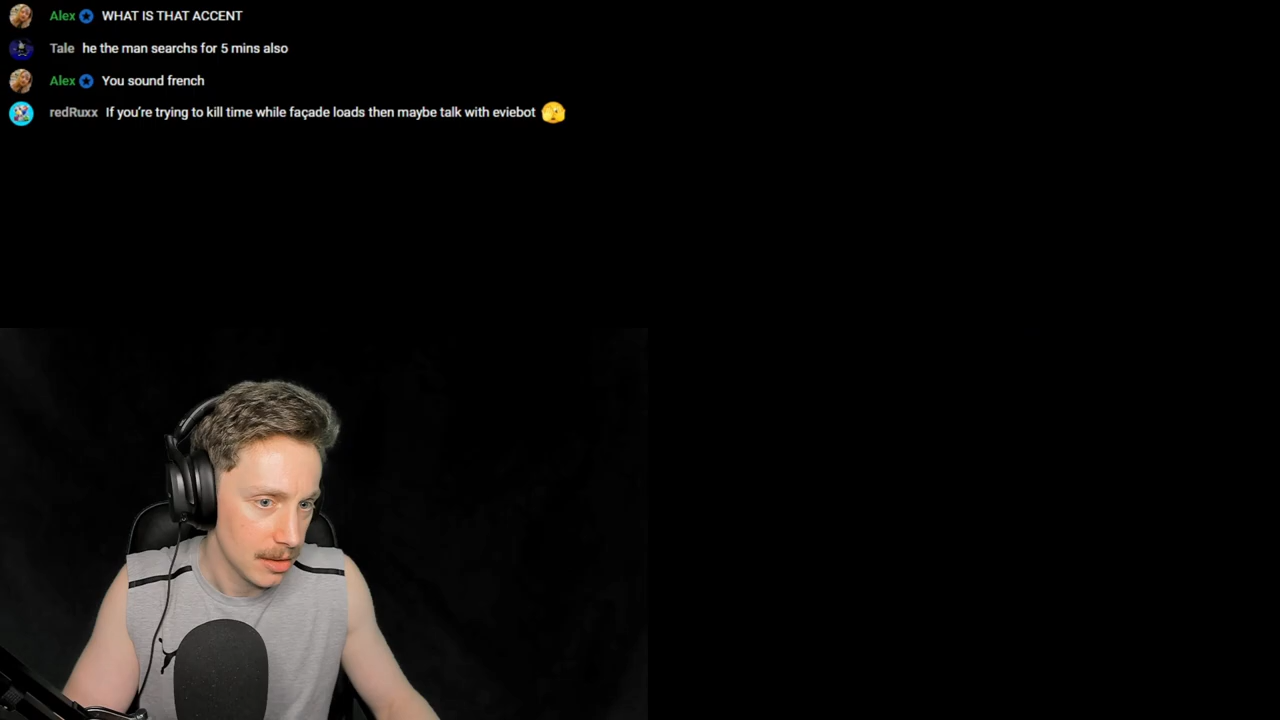 Alex WHAT IS THAT ACCENT
Tale he the man searchs for 5 mins also
Alex You sound french
redRuxx If you're trying to kill time while façade loads then maybe talk with eviebot